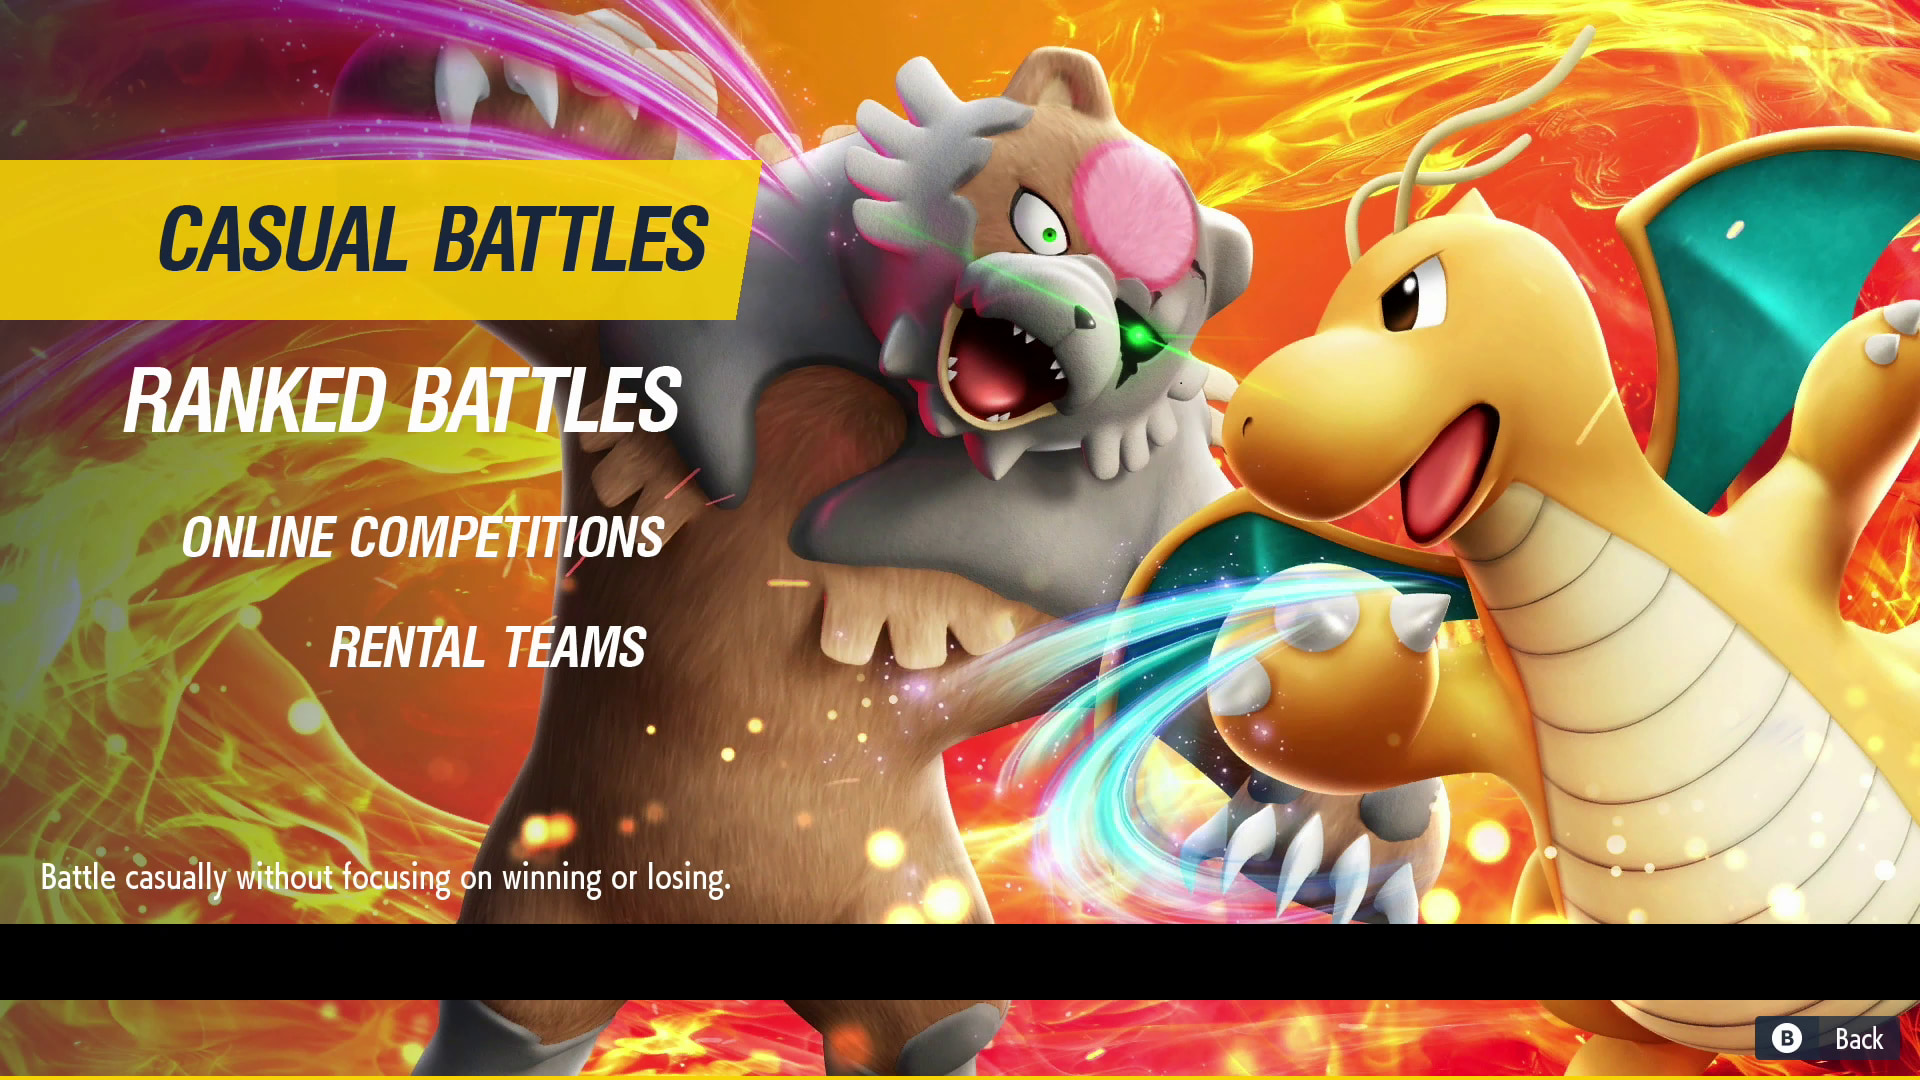 CASUAL BATTLES
RANKED BATTLES
ONLINE COMPETITIONS
RENTAL TEAMS
Battle casually without focusing on winning or losing.
B Back